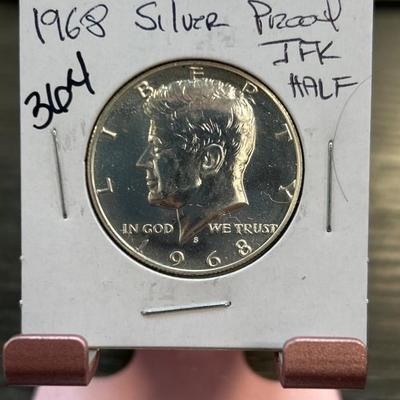 1968 SILVER PROOF
JFK
HALF
364
LIBERTY
IN GOD WE TRUST
S
1968